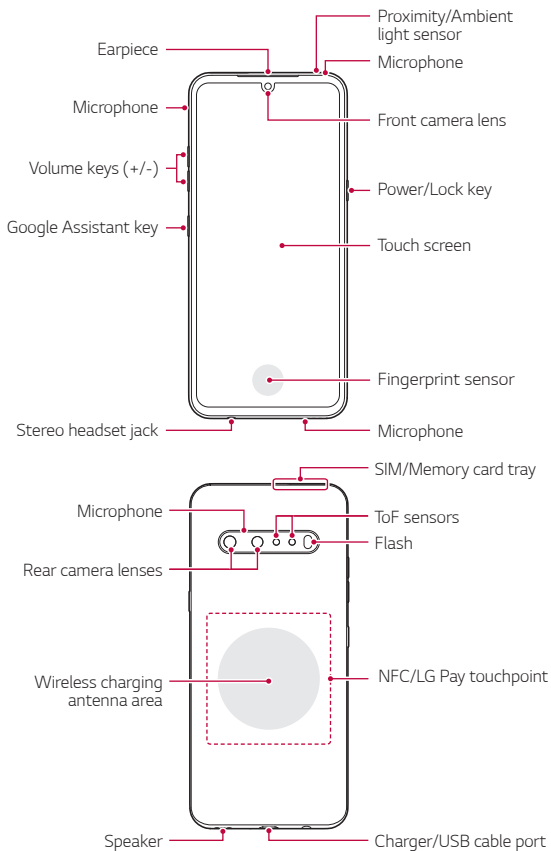 Proximity/Ambient
light sensor
Earpiece
Microphone
Microphone
Front camera lens
Volume keys (+/-)
Power/Lock key
Google Assistant key
Touch screen
Fingerprint sensor
Stereo headset jack
Microphone
SIM/Memory card tray
Microphone
ToF sensors
Flash
Rear camera lenses
Wireless charging
antenna area
NFC/LG Pay touchpoint
Speaker
Charger/USB cable port